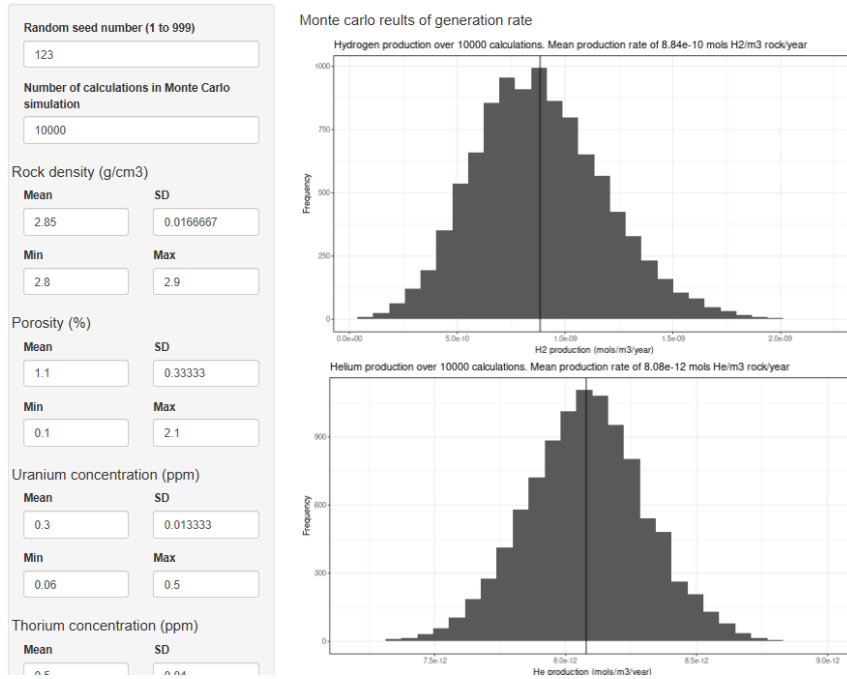 Random seed number (1 to 999)
123
Number of calculations in Monte Carlo
simulation
10000
Rock density (g/cm3)
Mean SD
2.85 0.0166667
Min Max
2.8 2.9
Porosity (%)
Mean SD
1.1 0.33333
Min Max
0.1 2.1
Uranium concentration (ppm)
Mean SD
0.3 0.013333
Min Max
0.06 0.5
Thorium concentration (ppm)
Mean SD
0.5 0.04
Monte carlo reults of generation rate
Hydrogen production over 10000 calculations. Mean production rate of 8.84e-10 mols H2/m3 rock/year
1000
750
500
250
0
Frequency
0.0e+00 5.0e-10 1.0e-09 1.5e-09 2.0e-09
H2 production (mols/m3/year)
Helium production over 10000 calculations. Mean production rate of 8.08e-12 mols He/m3 rock/year
900
600
300
0
Frequency
7.5e-12 8.0e-12 8.5e-12 9.0e-12
He production (mols/m3/year)